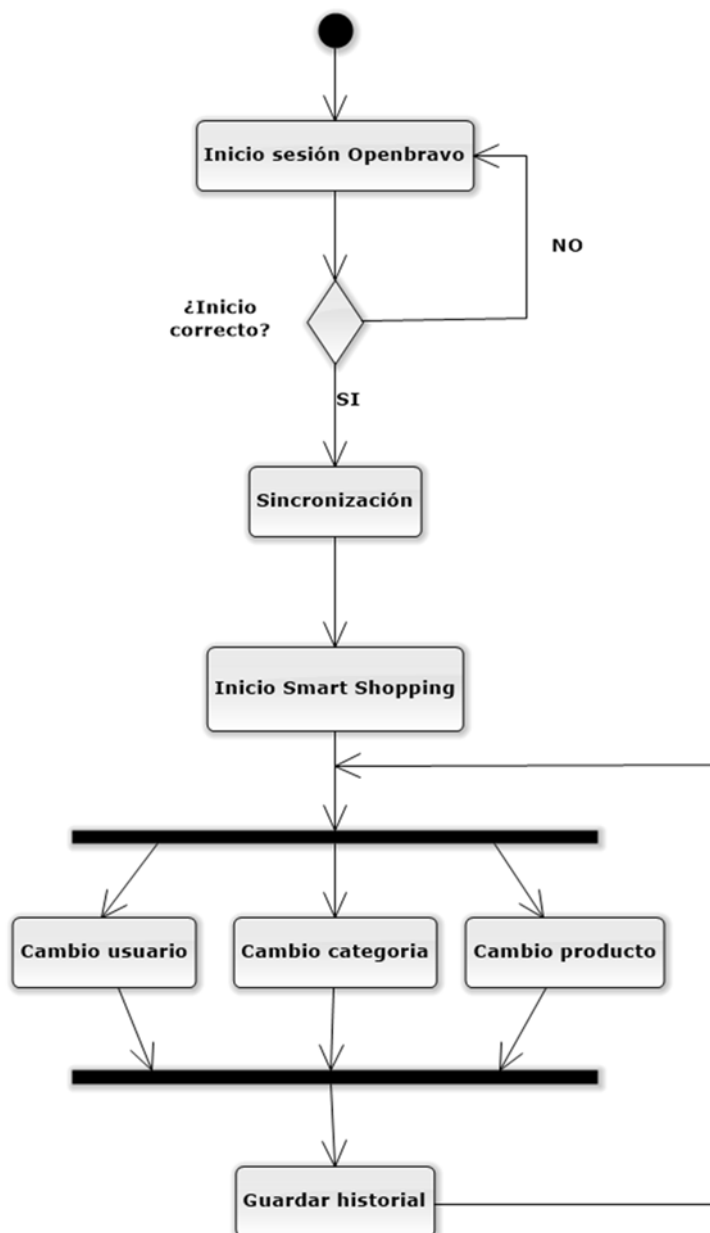 Inicio sesión Openbravo
NO
¿Inicio
correcto?
SI
Sincronización
Inicio Smart Shopping
Cambio usuario
Cambio categoria
Cambio producto
Guardar historial